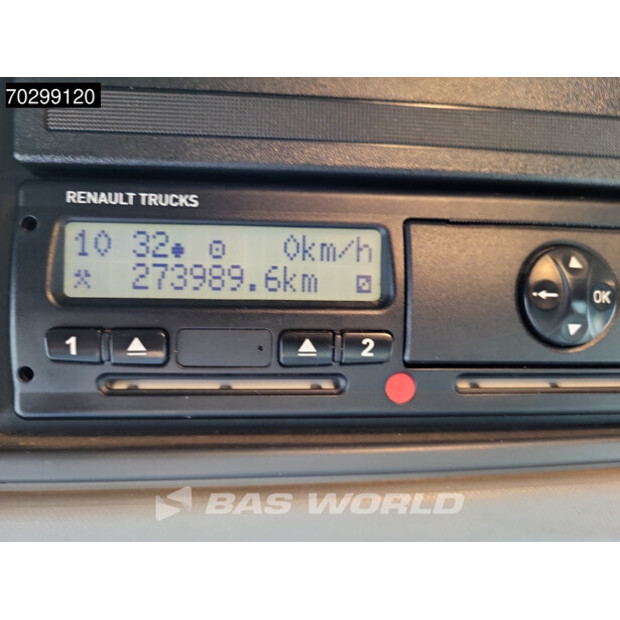 70299120
RENAULT TRUCKS
10 32 0km/h
273989.6km
1 2
OK
BAS WORLD